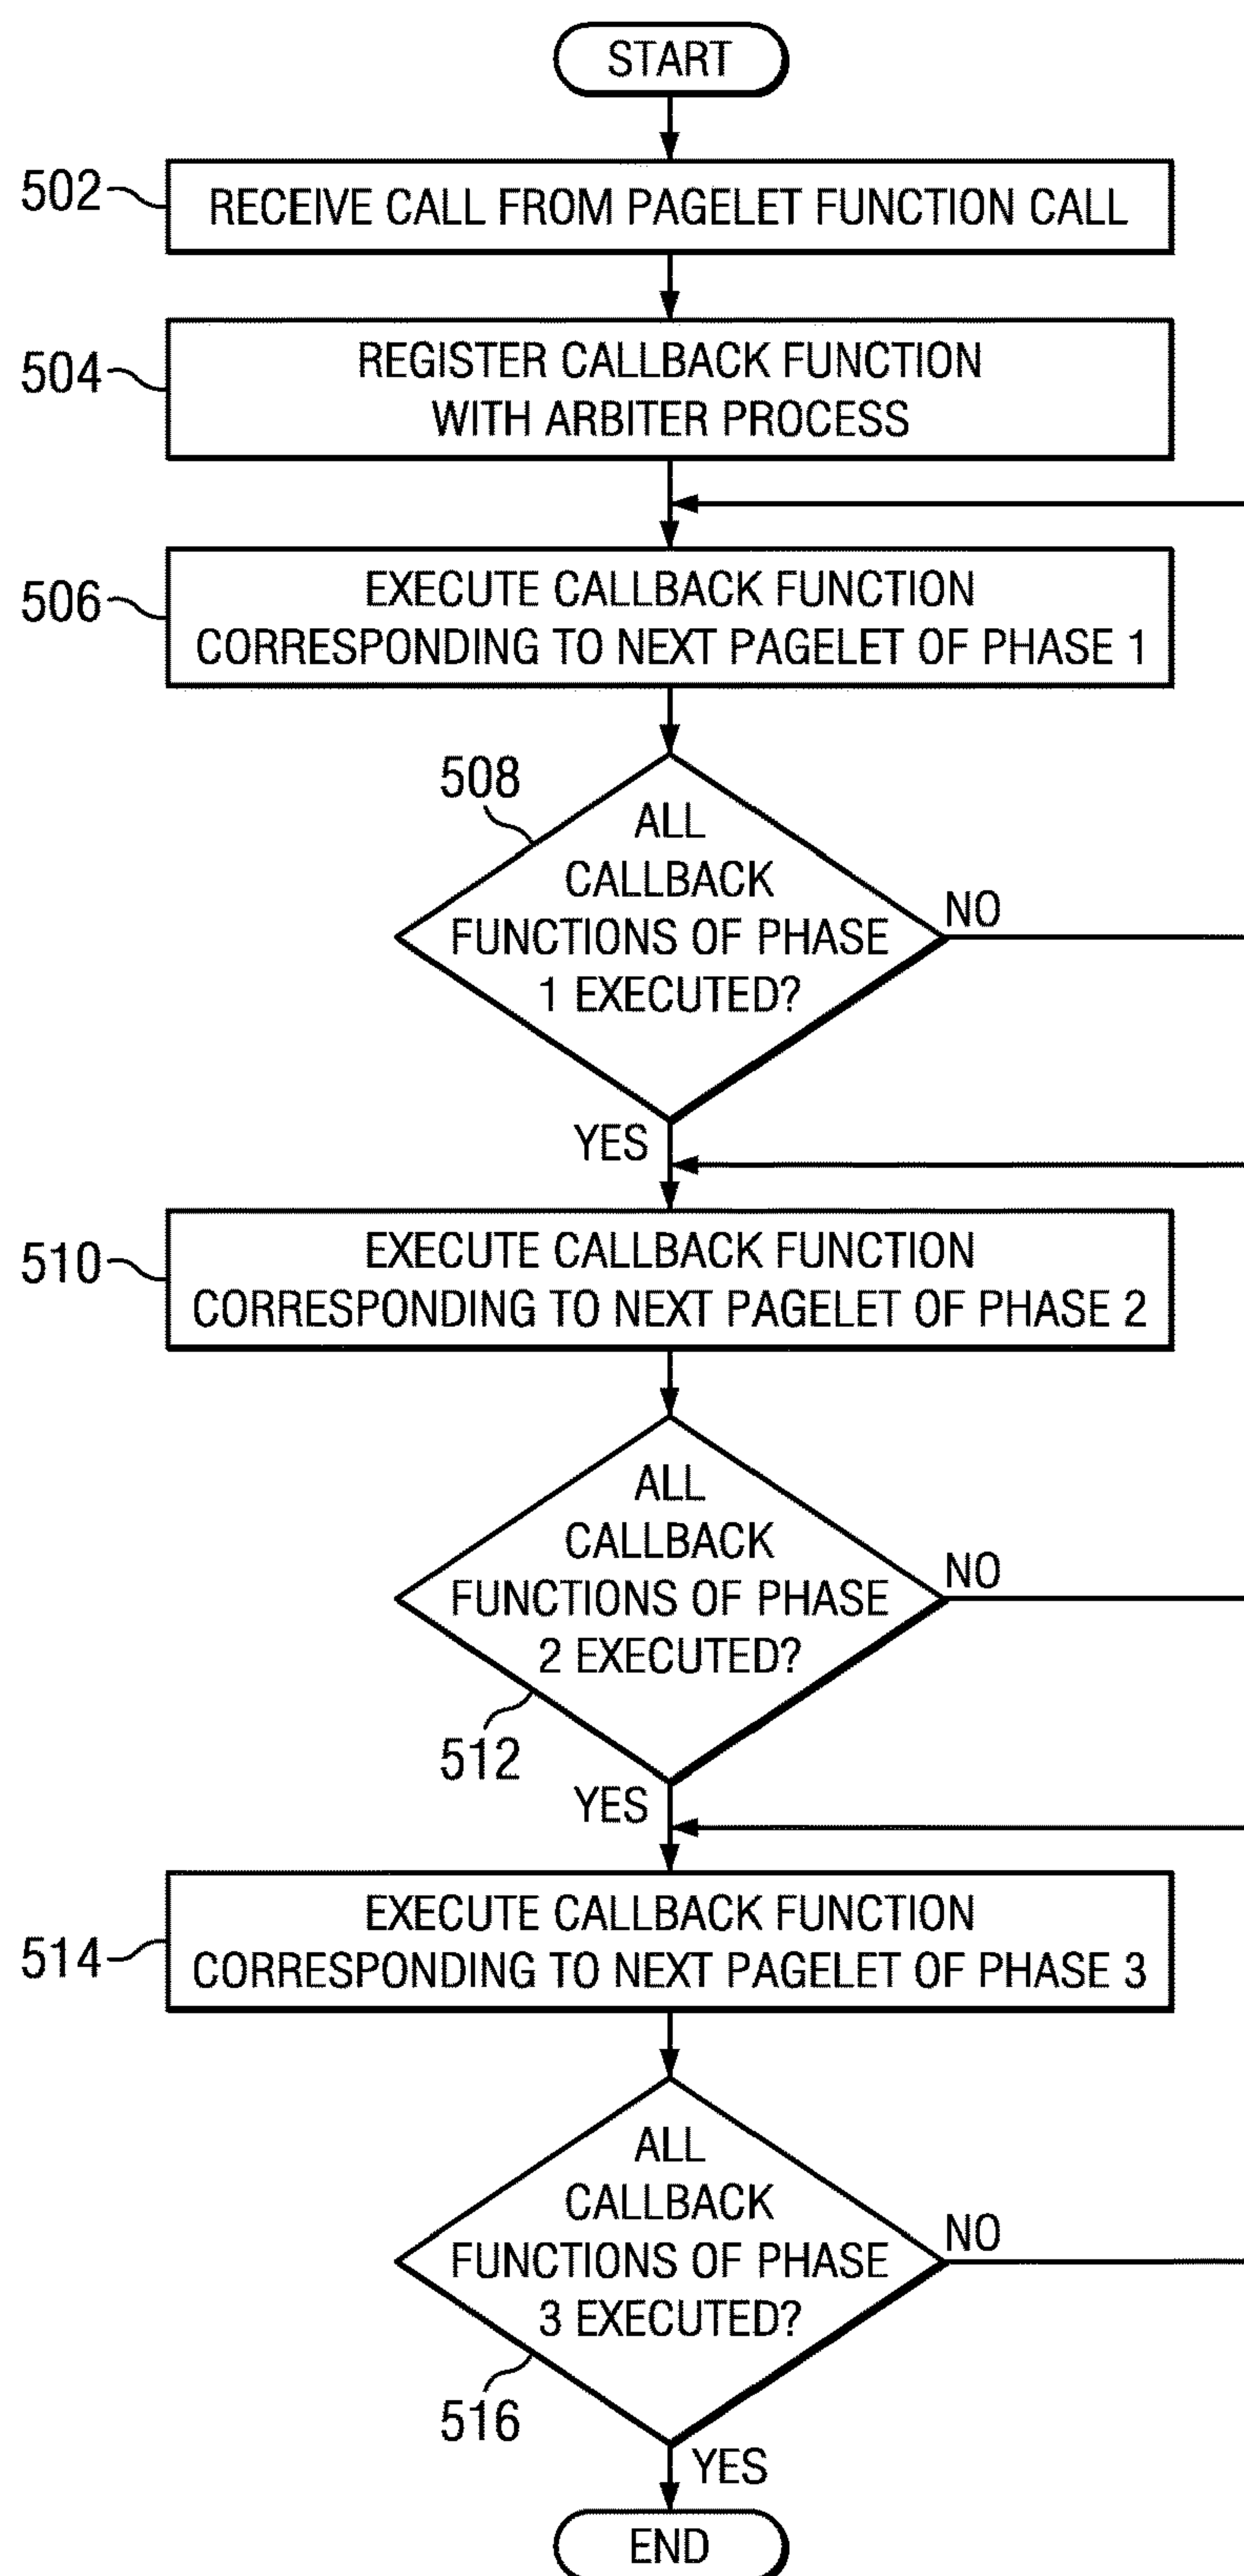 START
502
RECEIVE CALL FROM PAGELET FUNCTION CALL
504
REGISTER CALLBACK FUNCTION
WITH ARBITER PROCESS
506
EXECUTE CALLBACK FUNCTION
CORRESPONDING TO NEXT PAGELET OF PHASE 1
508
ALL
CALLBACK
FUNCTIONS OF PHASE
1 EXECUTED?
NO
YES
510
EXECUTE CALLBACK FUNCTION
CORRESPONDING TO NEXT PAGELET OF PHASE 2
ALL
CALLBACK
FUNCTIONS OF PHASE
2 EXECUTED?
NO
512
YES
514
EXECUTE CALLBACK FUNCTION
CORRESPONDING TO NEXT PAGELET OF PHASE 3
ALL
CALLBACK
FUNCTIONS OF PHASE
3 EXECUTED?
NO
516
YES
END